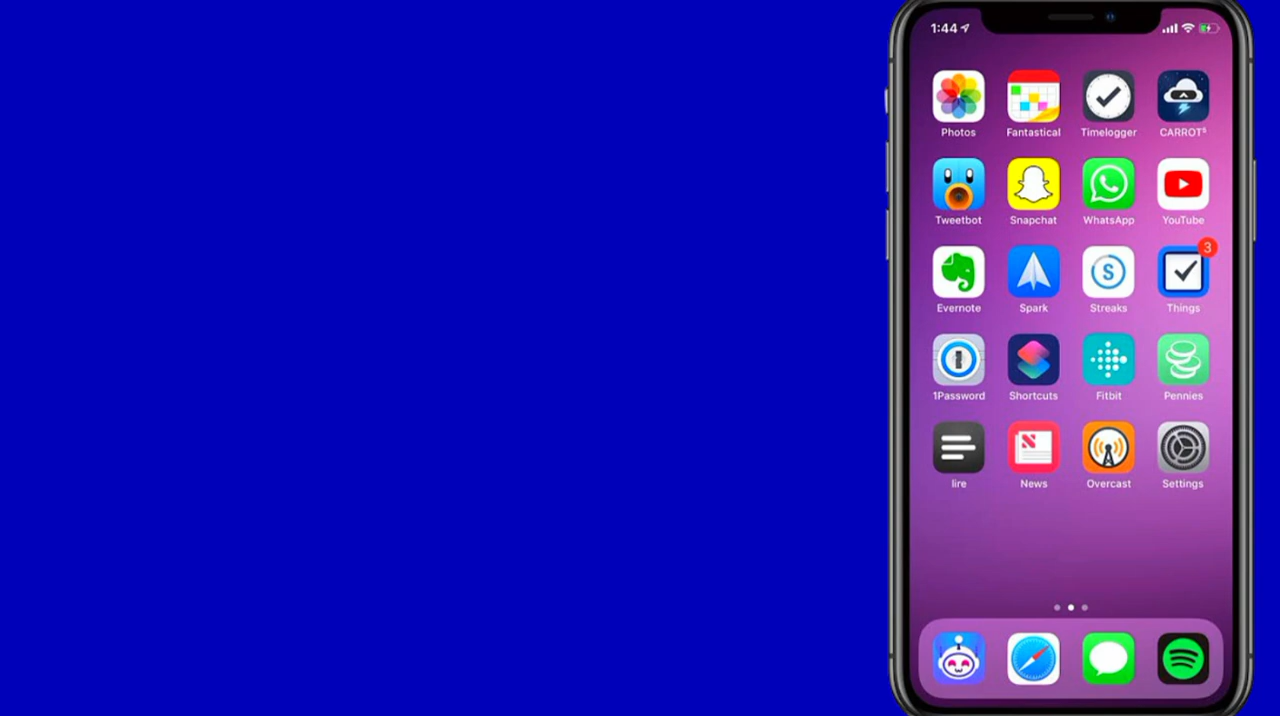 1:44
Photos Fantastical Timelogger CARROT⁵
Tweetbot Snapchat WhatsApp YouTube
3
Evernote Spark Streaks Things
1Password Shortcuts Fitbit Pennies
lire News Overcast Settings